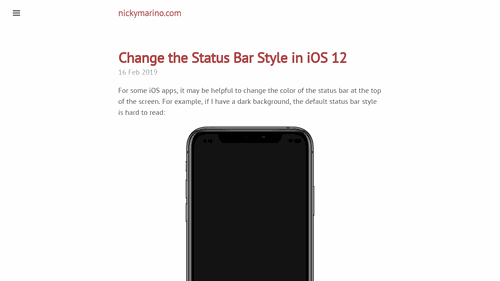 nickymarino.com
Change the Status Bar Style in iOS 12
16 Feb 2019
For some iOS apps, it may be helpful to change the color of the status bar at the top
of the screen. For example, if I have a dark background, the default status bar style
is hard to read: